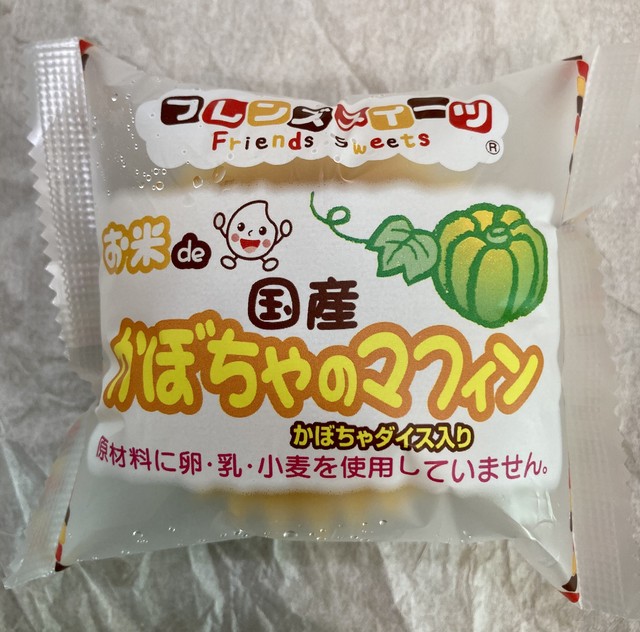 フレンズスイーツ
Friends Sweets
®
お米de
国産
かぼちゃのマフィン
かぼちゃダイス入り
原材料に卵・乳・小麦を使用していません。